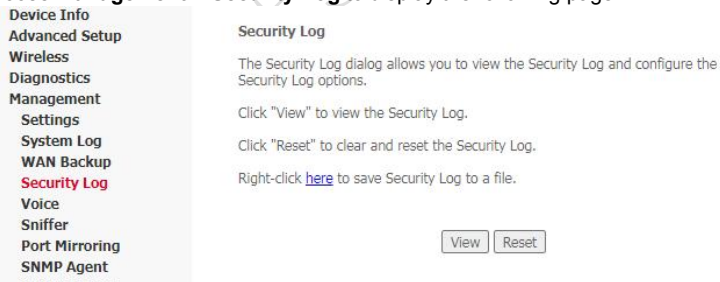 Device Info
Advanced Setup
Wireless
Diagnostics
Management
Settings
System Log
WAN Backup
Security Log
Voice
Sniffer
Port Mirroring
SNMP Agent
Security Log
The Security Log dialog allows you to view the Security Log and configure the
Security Log options.
Click "View" to view the Security Log.
Click "Reset" to clear and reset the Security Log.
Right-click here to save Security Log to a file.
View Reset